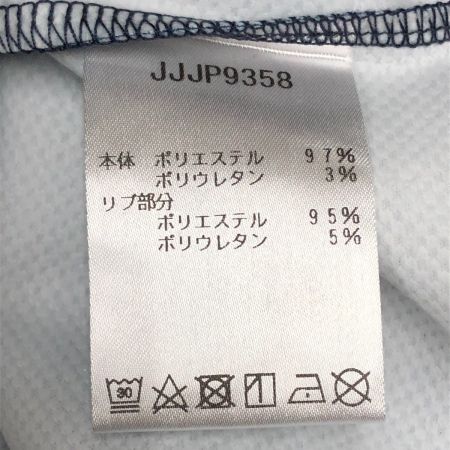 JJJP9358
本体 ポリエステル 97%
ポリウレタン 3%
リブ部分
ポリエステル 95%
ポリウレタン 5%
30